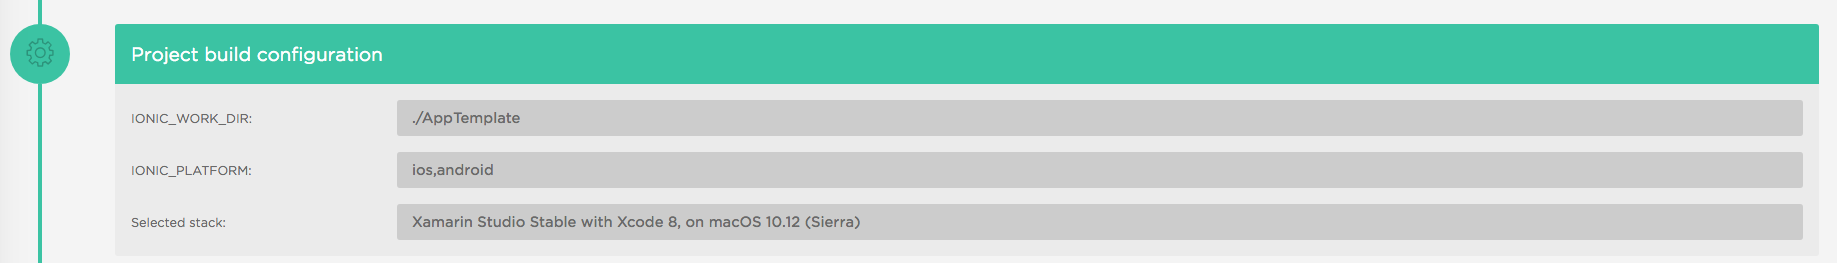 Project build configuration
IONIC_WORK_DIR:
./AppTemplate
IONIC_PLATFORM:
ios,android
Selected stack:
Xamarin Studio Stable with Xcode 8, on macOS 10.12 (Sierra)